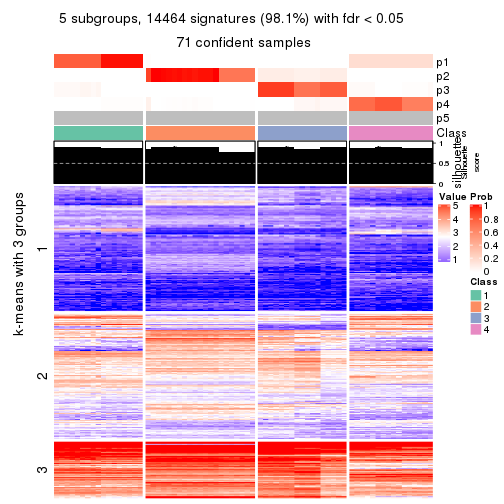 5 subgroups, 14464 signatures (98.1%) with fdr < 0.05
71 confident samples
p1
p2
p3
p4
p5
Class
1
0.5
0
silhouette
Silhouette
score
Value
5
4
3
2
1
Prob
1
0.8
0.6
0.4
0.2
0
Class
1
2
3
4
k-means with 3 groups
1
2
3